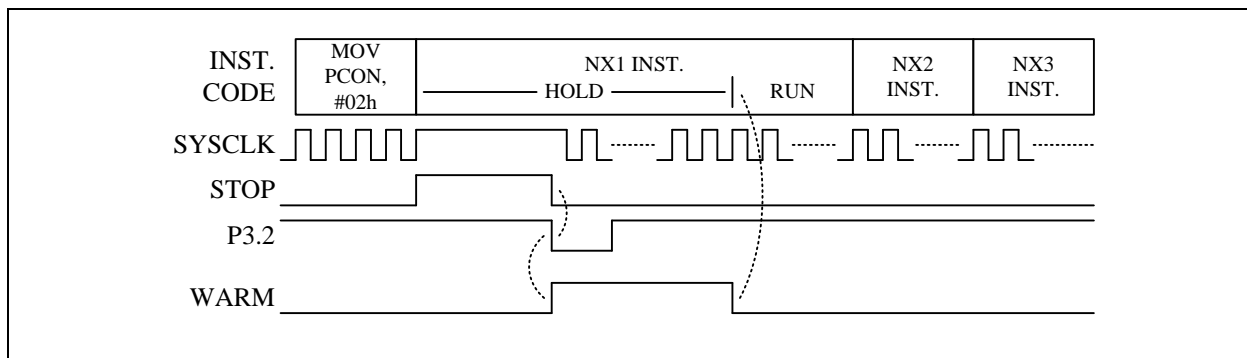 INST.
CODE
MOV
PCON,
#02h
NX1 INST.
HOLD
RUN
NX2
INST.
NX3
INST.
SYSCLK
STOP
P3.2
WARM